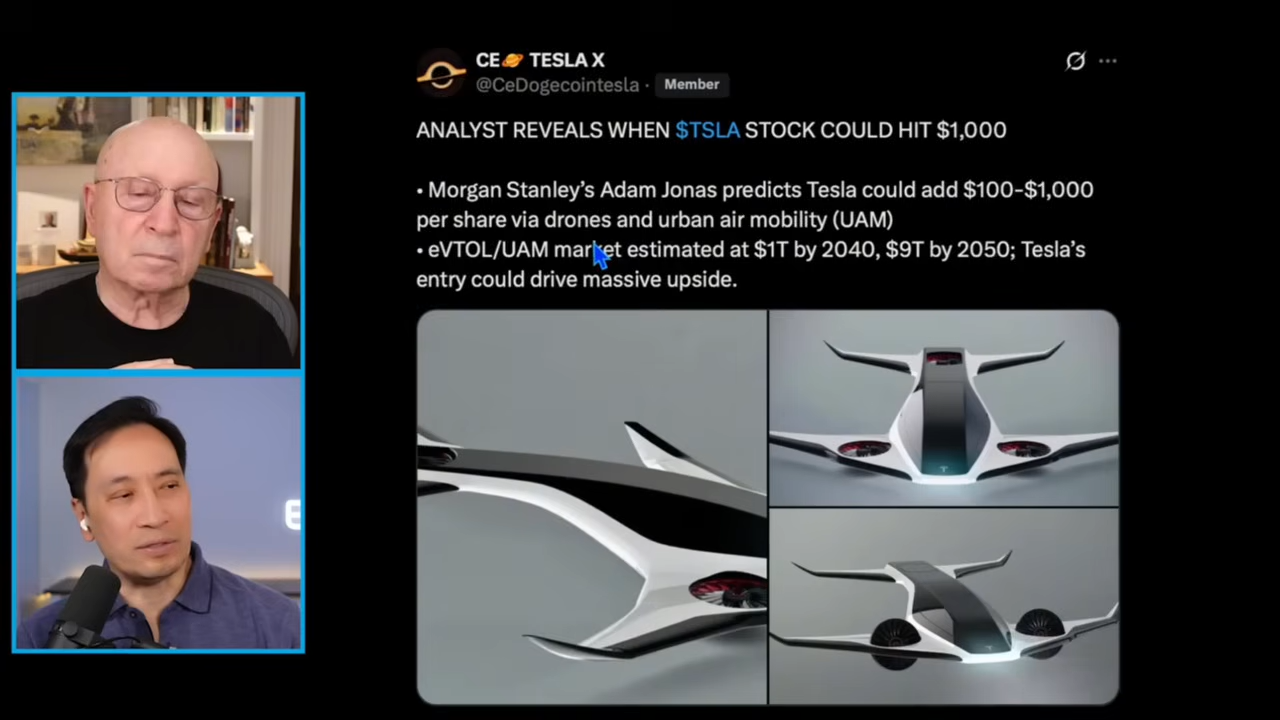 CE🪐 TESLA X
@CeDogecointesla · Member
ANALYST REVEALS WHEN $TSLA STOCK COULD HIT $1,000
• Morgan Stanley’s Adam Jonas predicts Tesla could add $100-$1,000
per share via drones and urban air mobility (UAM)
• eVTOL/UAM market estimated at $1T by 2040, $9T by 2050; Tesla’s
entry could drive massive upside.